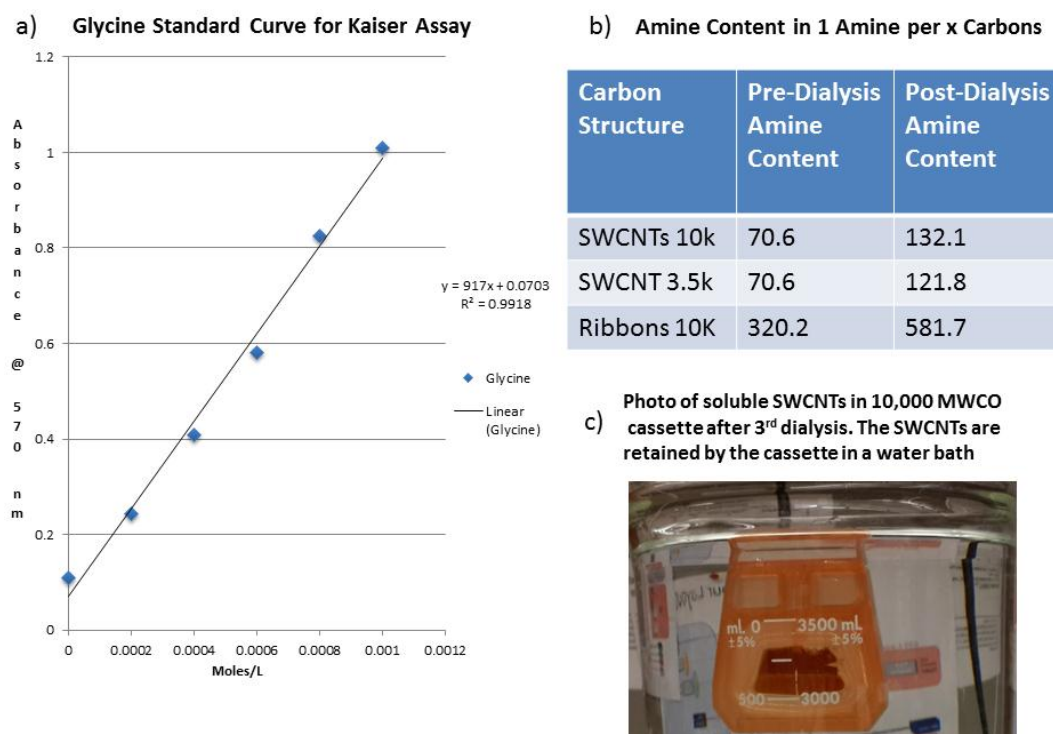 a) Glycine Standard Curve for Kaiser Assay
1.2
1
0.8
0.6
0.4
0.2
0
Absorbance @ 570 nm
0 0.0002 0.0004 0.0006 0.0008 0.001 0.0012
Moles/L
y = 917x + 0.0703
R² = 0.9918
Glycine
Linear
(Glycine)
b) Amine Content in 1 Amine per x Carbons
Carbon Structure Pre-Dialysis Amine Content Post-Dialysis Amine Content
SWCNTs 10k 70.6 132.1
SWCNT 3.5k 70.6 121.8
Ribbons 10K 320.2 581.7
c) Photo of soluble SWCNTs in 10,000 MWCO
cassette after 3rd dialysis. The SWCNTs are
retained by the cassette in a water bath
mL 0 3500 mL
±5% ±5%
500 3000